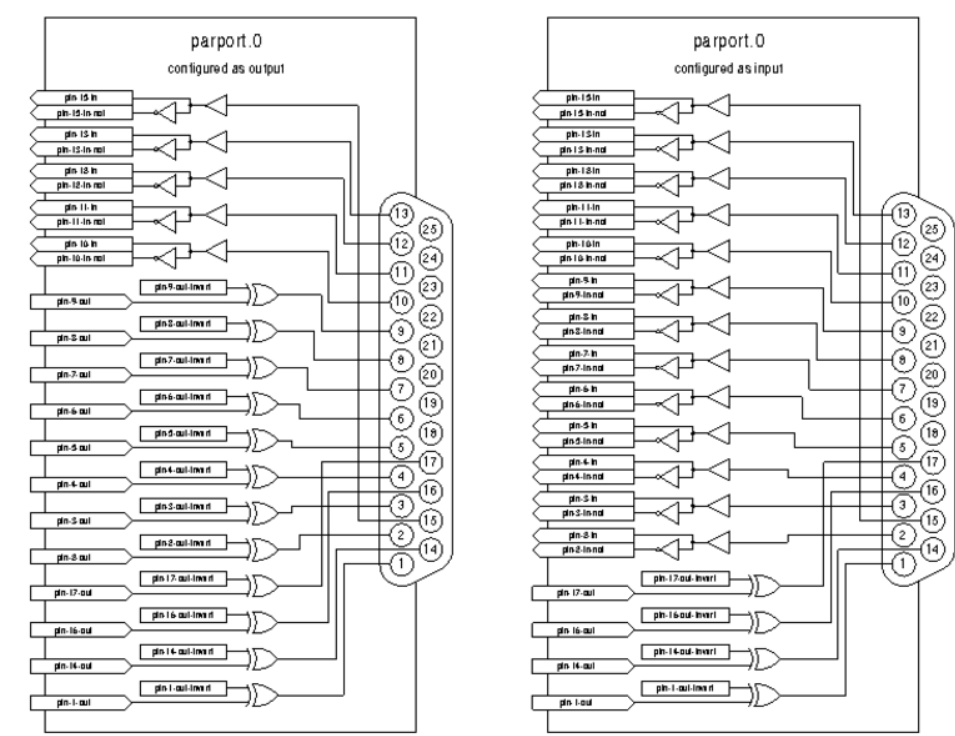 parport.0
configured as output
pin-15-in
pin-15-in-not
pin-13-in
pin-13-in-not
pin-12-in
pin-12-in-not
pin-11-in
pin-11-in-not
pin-10-in
pin-10-in-not
pin-9-out-invert
pin-9-out
pin-8-out-invert
pin-8-out
pin-7-out-invert
pin-7-out
pin-6-out-invert
pin-6-out
pin-5-out-invert
pin-5-out
pin-4-out-invert
pin-4-out
pin-3-out-invert
pin-3-out
pin-2-out-invert
pin-2-out
pin-17-out-invert
pin-17-out
pin-16-out-invert
pin-16-out
pin-14-out-invert
pin-14-out
pin-1-out-invert
pin-1-out
13
25
12
24
11
23
10
22
9
21
8
20
7
19
6
18
5
17
4
16
3
15
2
14
1
parport.0
configured as input
pin-15-in
pin-15-in-not
pin-13-in
pin-13-in-not
pin-12-in
pin-12-in-not
pin-11-in
pin-11-in-not
pin-10-in
pin-10-in-not
pin-9-in
pin-9-in-not
pin-8-in
pin-8-in-not
pin-7-in
pin-7-in-not
pin-6-in
pin-6-in-not
pin-5-in
pin-5-in-not
pin-4-in
pin-4-in-not
pin-3-in
pin-3-in-not
pin-2-in
pin-2-in-not
pin-17-out-invert
pin-17-out
pin-16-out-invert
pin-16-out
pin-14-out-invert
pin-14-out
pin-1-out-invert
pin-1-out
13
25
12
24
11
23
10
22
9
21
8
20
7
19
6
18
5
17
4
16
3
15
2
14
1